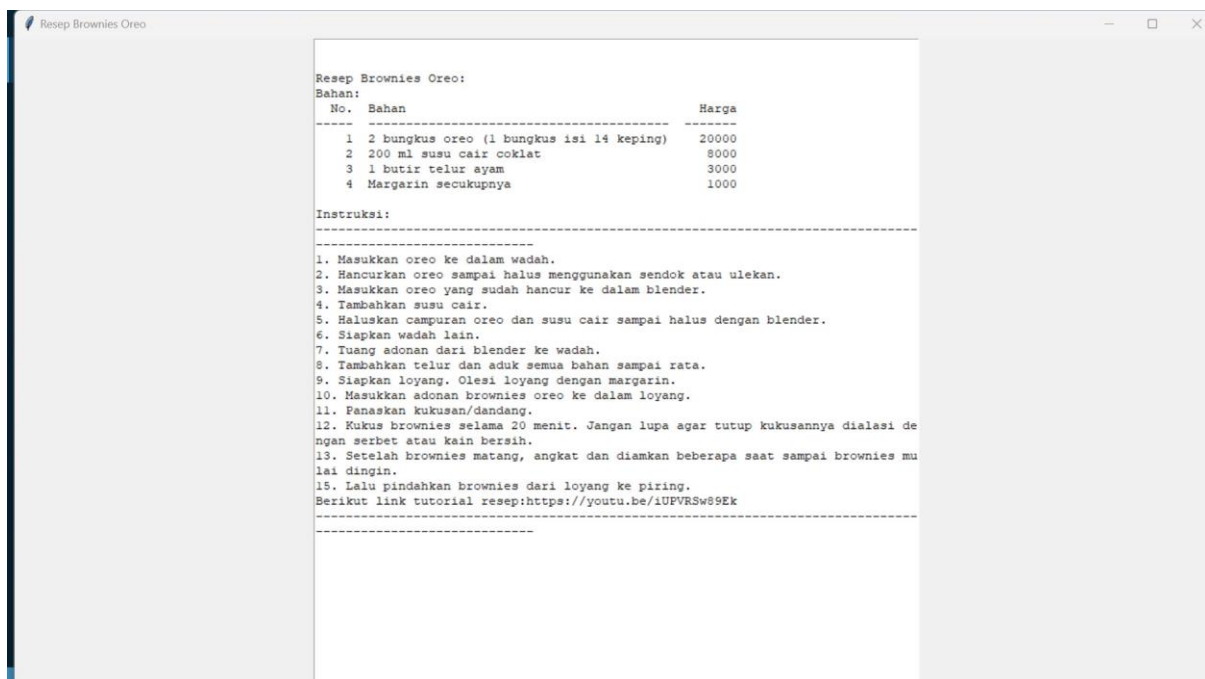 Resep Brownies Oreo
Resep Brownies Oreo:
Bahan:
No. Bahan Harga
----- ---------------------------------------- -------
1 2 bungkus oreo (1 bungkus isi 14 keping) 20000
2 200 ml susu cair coklat 8000
3 1 butir telur ayam 3000
4 Margarin secukupnya 1000
Instruksi:
--------------------------------------------------------------------------------
-----------------------------
1. Masukkan oreo ke dalam wadah.
2. Hancurkan oreo sampai halus menggunakan sendok atau ulekan.
3. Masukkan oreo yang sudah hancur ke dalam blender.
4. Tambahkan susu cair.
5. Haluskan campuran oreo dan susu cair sampai halus dengan blender.
6. Siapkan wadah lain.
7. Tuang adonan dari blender ke wadah.
8. Tambahkan telur dan aduk semua bahan sampai rata.
9. Siapkan loyang. Olesi loyang dengan margarin.
10. Masukkan adonan brownies oreo ke dalam loyang.
11. Panaskan kukusan/dandang.
12. Kukus brownies selama 20 menit. Jangan lupa agar tutup kukusannya dialasi de
ngan serbet atau kain bersih.
13. Setelah brownies matang, angkat dan diamkan beberapa saat sampai brownies mu
lai dingin.
15. Lalu pindahkan brownies dari loyang ke piring.
Berikut link tutorial resep:https://youtu.be/iUPVRSw89Ek
--------------------------------------------------------------------------------
-----------------------------